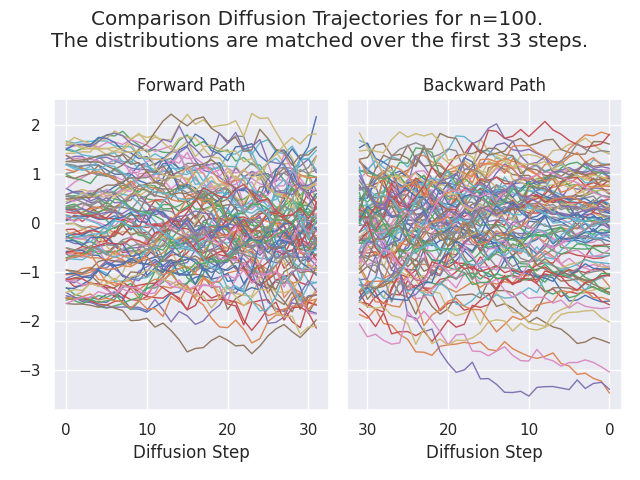 Comparison Diffusion Trajectories for n=100.
The distributions are matched over the first 33 steps.
Forward Path
Backward Path
2
1
0
−1
−2
−3
0 10 20 30
30 20 10 0
Diffusion Step
Diffusion Step